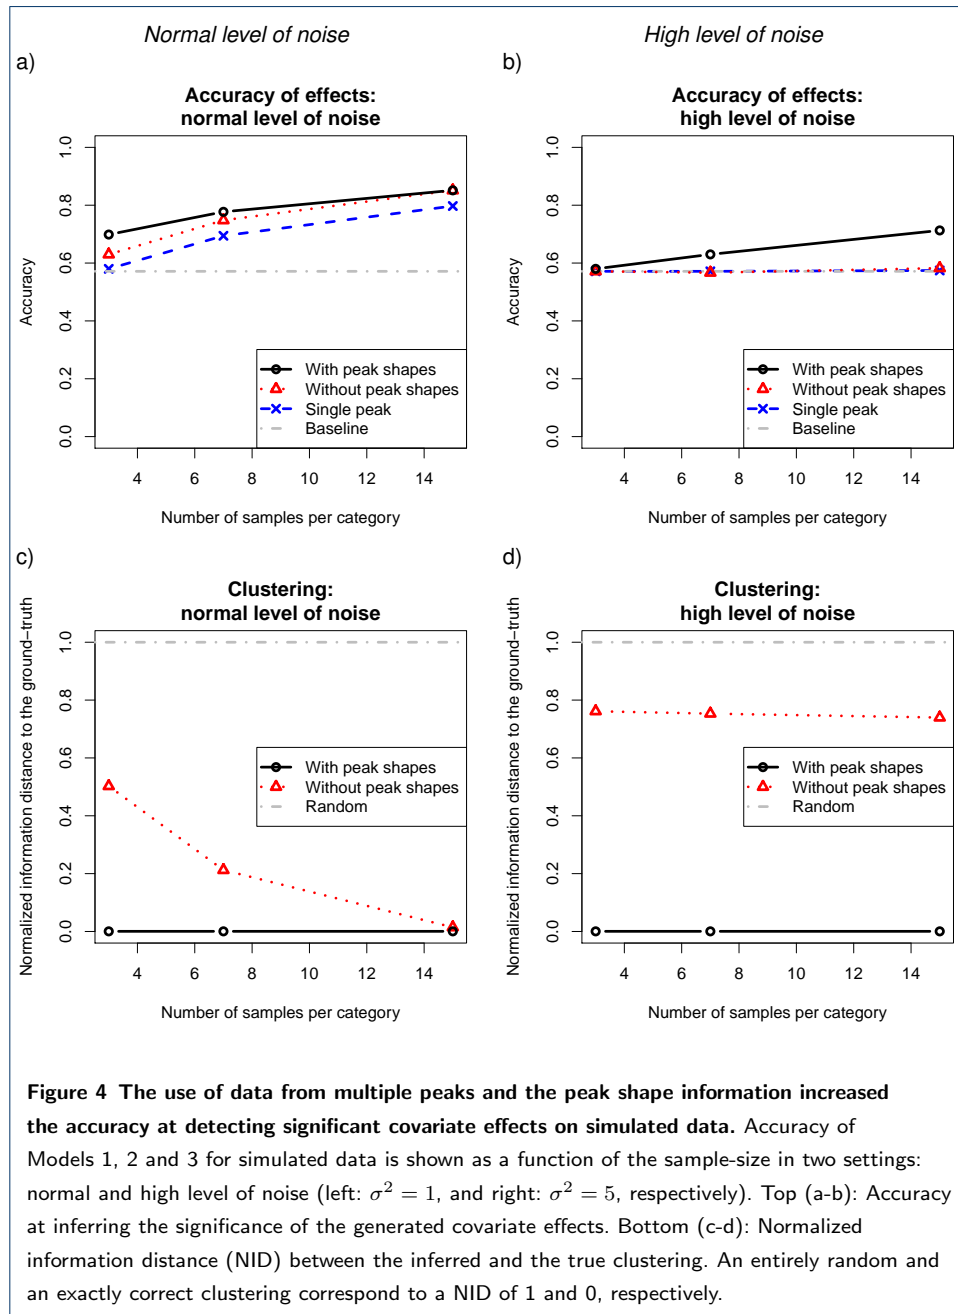 Normal level of noise
High level of noise
a)
Accuracy of effects:
normal level of noise
Accuracy
0.0 0.2 0.4 0.6 0.8 1.0
With peak shapes
Without peak shapes
Single peak
Baseline
4 6 8 10 12 14
Number of samples per category
b)
Accuracy of effects:
high level of noise
Accuracy
0.0 0.2 0.4 0.6 0.8 1.0
With peak shapes
Without peak shapes
Single peak
Baseline
4 6 8 10 12 14
Number of samples per category
c)
Clustering:
normal level of noise
Normalized information distance to the ground−truth
0.0 0.2 0.4 0.6 0.8 1.0
With peak shapes
Without peak shapes
Random
4 6 8 10 12 14
Number of samples per category
d)
Clustering:
high level of noise
Normalized information distance to the ground−truth
0.0 0.2 0.4 0.6 0.8 1.0
With peak shapes
Without peak shapes
Random
4 6 8 10 12 14
Number of samples per category
Figure 4 The use of data from multiple peaks and the peak shape information increased
the accuracy at detecting significant covariate effects on simulated data. Accuracy of
Models 1, 2 and 3 for simulated data is shown as a function of the sample-size in two settings:
normal and high level of noise (left: σ² = 1, and right: σ² = 5, respectively). Top (a-b): Accuracy
at inferring the significance of the generated covariate effects. Bottom (c-d): Normalized
information distance (NID) between the inferred and the true clustering. An entirely random and
an exactly correct clustering correspond to a NID of 1 and 0, respectively.